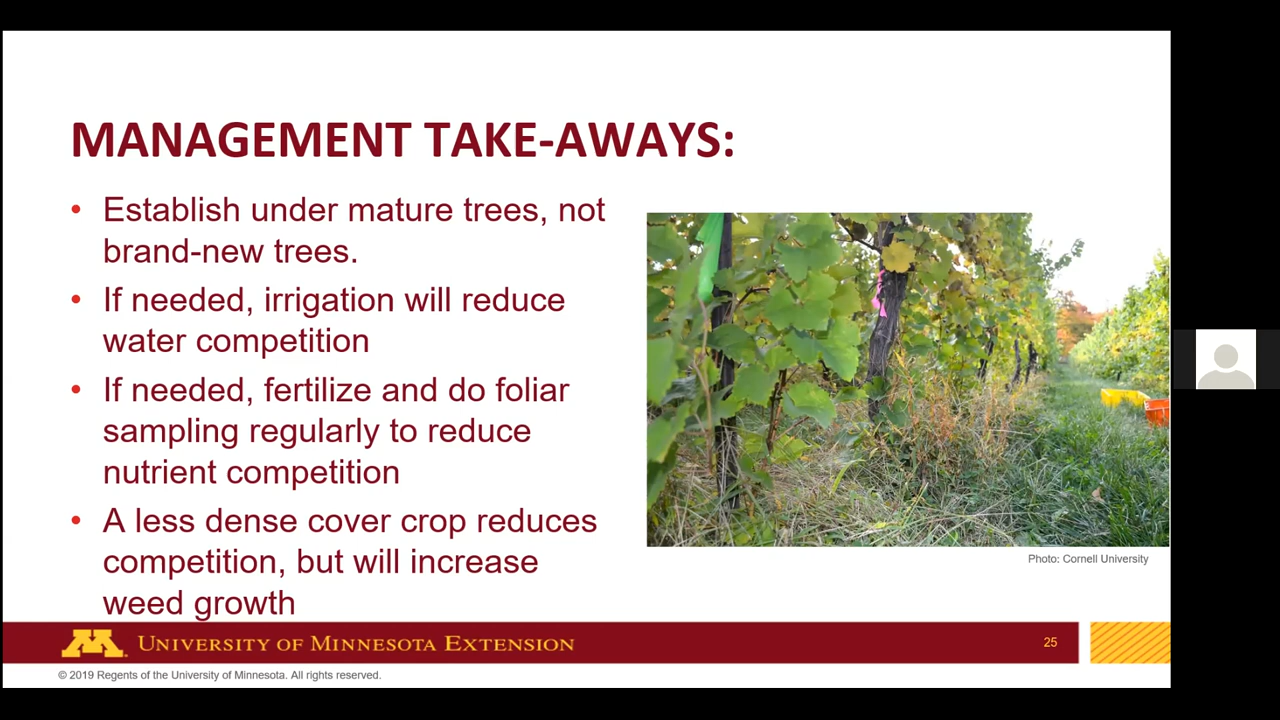 MANAGEMENT TAKE-AWAYS:
• Establish under mature trees, not
brand-new trees.
• If needed, irrigation will reduce
water competition
• If needed, fertilize and do foliar
sampling regularly to reduce
nutrient competition
• A less dense cover crop reduces
competition, but will increase
weed growth
Photo: Cornell University
M
UNIVERSITY OF MINNESOTA EXTENSION
25
© 2019 Regents of the University of Minnesota. All rights reserved.